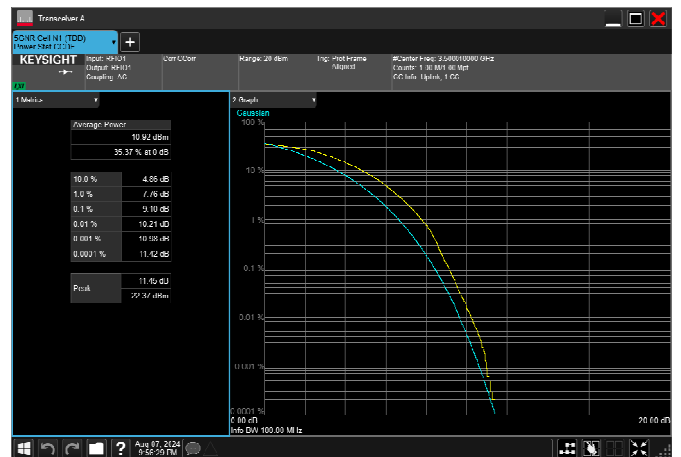 Transceiver A
5GNR Cell N1 (TDD)
Power Stat CCDF
KEYSIGHT
Input: RFIO1
Output: RFIO1
Coupling: AC
Corr CCorr
Range: 20 dBm
Trig:
Frame
Aligned
#Center Freq: 3.500010000 GHz
Counts: 1.00 M/1.00 Mpt
CC Info: Uplink, 1 CC
1 Metrics
2 Graph
Average Power
10.92 dBm
35.37 % at 0 dB
10.0 % 4.86 dB
1.0 % 7.76 dB
0.1 % 9.10 dB
0.01 % 10.21 dB
0.001 % 10.98 dB
0.0001 % 11.42 dB
Peak
11.45 dB
22.37 dBm
Gaussian
100 %
10 %
1 %
0.1 %
0.01 %
0.001 %
0.0001 %
0.00 dB
20.00 dB
Info BW 100.00 MHz
?
Aug 07, 2024
9:56:29 PM